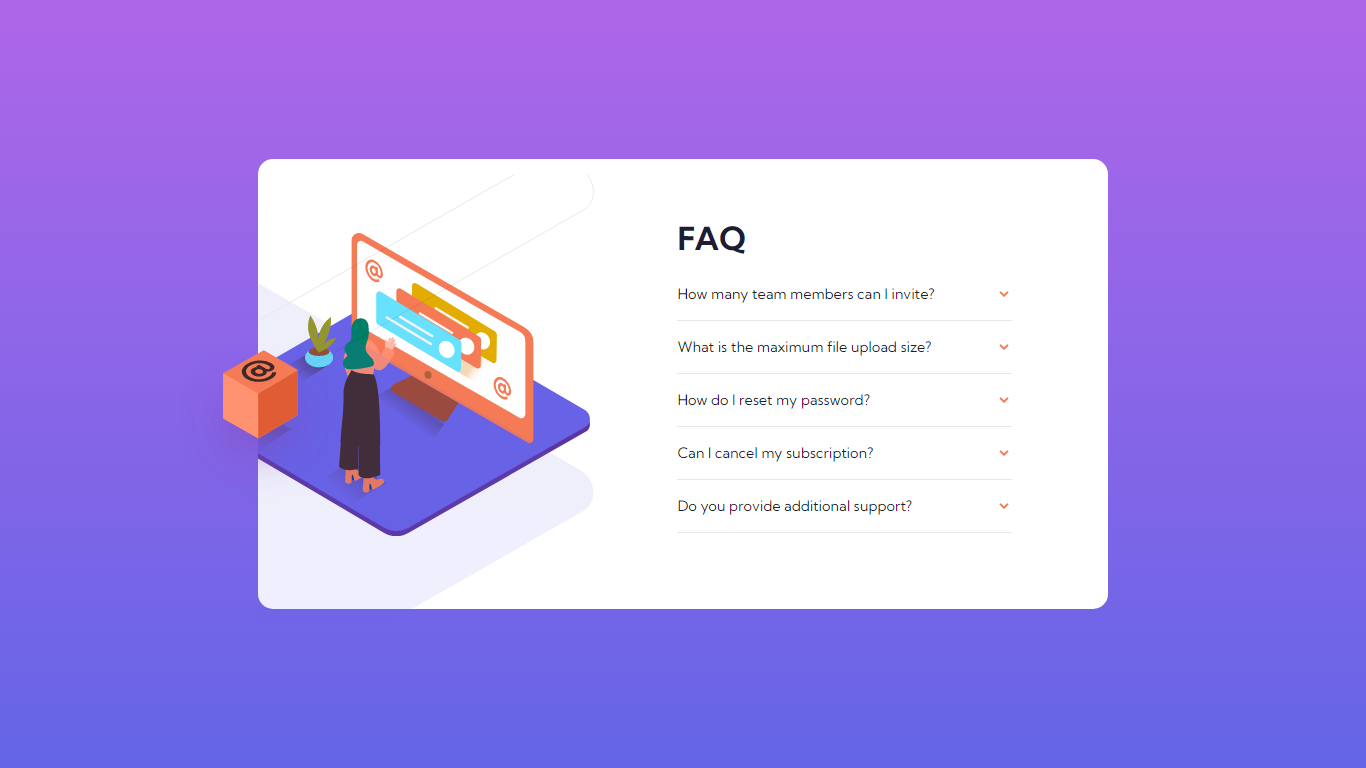 FAQ
How many team members can I invite?
What is the maximum file upload size?
How do I reset my password?
Can I cancel my subscription?
Do you provide additional support?
@
@
@